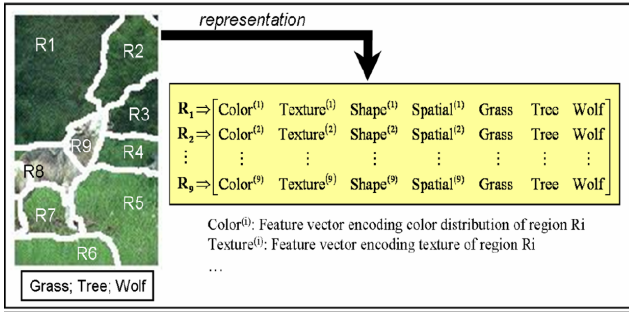 representation
R1
R2
R3
R9
R4
R8
R5
R7
R6
Grass; Tree; Wolf
R₁⇒ Color⁽¹⁾ Texture⁽¹⁾ Shape⁽¹⁾ Spatial⁽¹⁾ Grass Tree Wolf
R₂⇒ Color⁽²⁾ Texture⁽²⁾ Shape⁽²⁾ Spatial⁽²⁾ Grass Tree Wolf
⋮ ⋮ ⋮ ⋮ ⋮ ⋮ ⋮ ⋮
R₉⇒ Color⁽⁹⁾ Texture⁽⁹⁾ Shape⁽⁹⁾ Spatial⁽⁹⁾ Grass Tree Wolf
Color⁽ⁱ⁾: Feature vector encoding color distribution of region Ri
Texture⁽ⁱ⁾: Feature vector encoding texture of region Ri
…